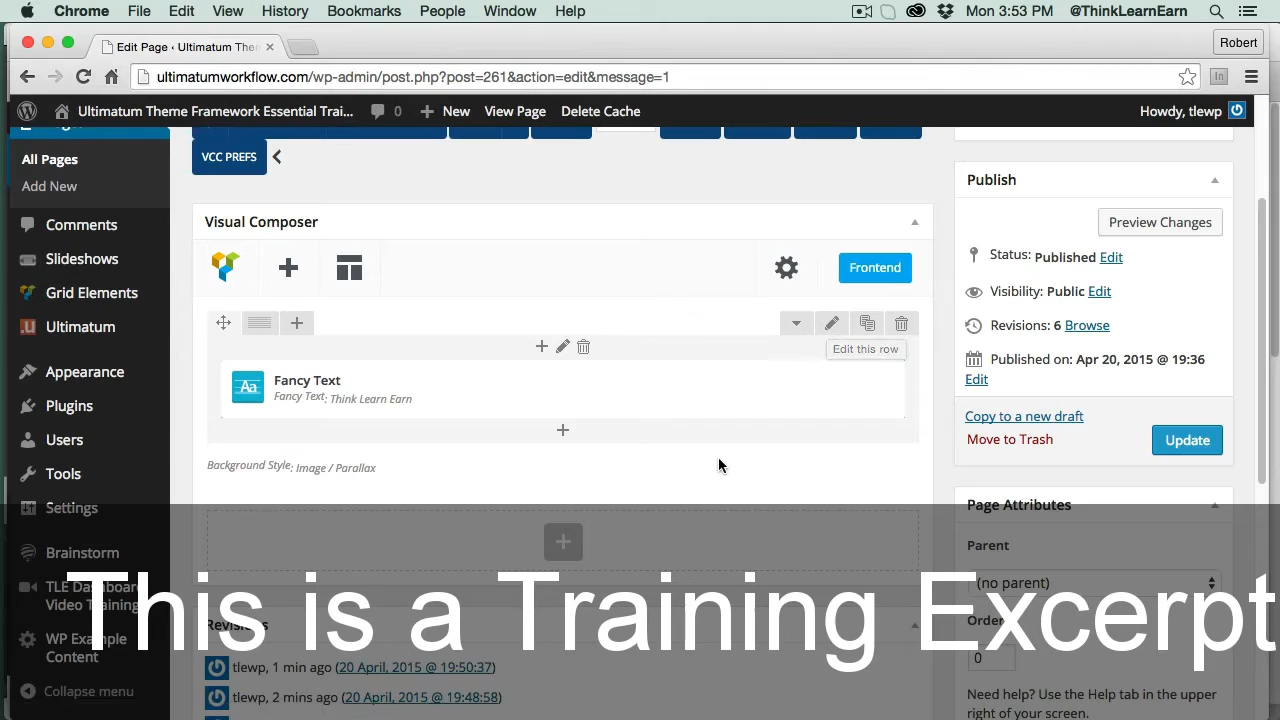 Chrome File Edit View History Bookmarks People Window Help Mon 3:53 PM @ThinkLearnEarn
Edit Page ‹ Ultimatum The Robert
ultimatumworkflow.com/wp-admin/post.php?post=261&action=edit&message=1
Ultimatum Theme Framework Essential Trai... 0 New View Page Delete Cache Howdy, tlewp
All Pages
Add New
Comments
Slideshows
Grid Elements
Ultimatum
Appearance
Plugins
Users
Tools
Settings
Brainstorm
TLE Dashboar
Video Training
WP Example
Content
Collapse menu
VCC PREFS
Visual Composer
Frontend
Edit this row
Aa
Fancy Text
Fancy Text: Think Learn Earn
Background Style: Image / Parallax
This is a Training Excerpt
Revisions
tlewp, 1 min ago (20 April, 2015 @ 19:50:37)
tlewp, 2 mins ago (20 April, 2015 @ 19:48:58)
Publish
Preview Changes
Status: Published Edit
Visibility: Public Edit
Revisions: 6 Browse
Published on: Apr 20, 2015 @ 19:36
Edit
Copy to a new draft
Move to Trash
Update
Page Attributes
Parent
(no parent)
Order
0
Need help? Use the Help tab in the upper
right of your screen.